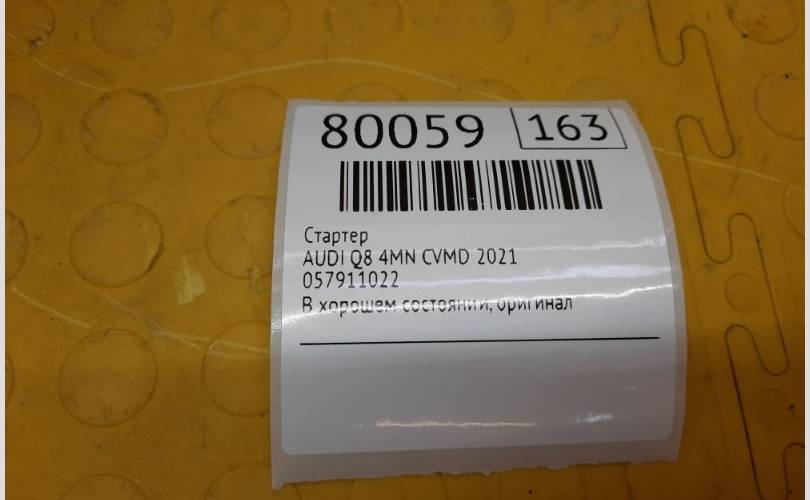 80059 163
Стартер
AUDI Q8 4MN CVMD 2021
057911022
В хорошем состоянии, оригинал